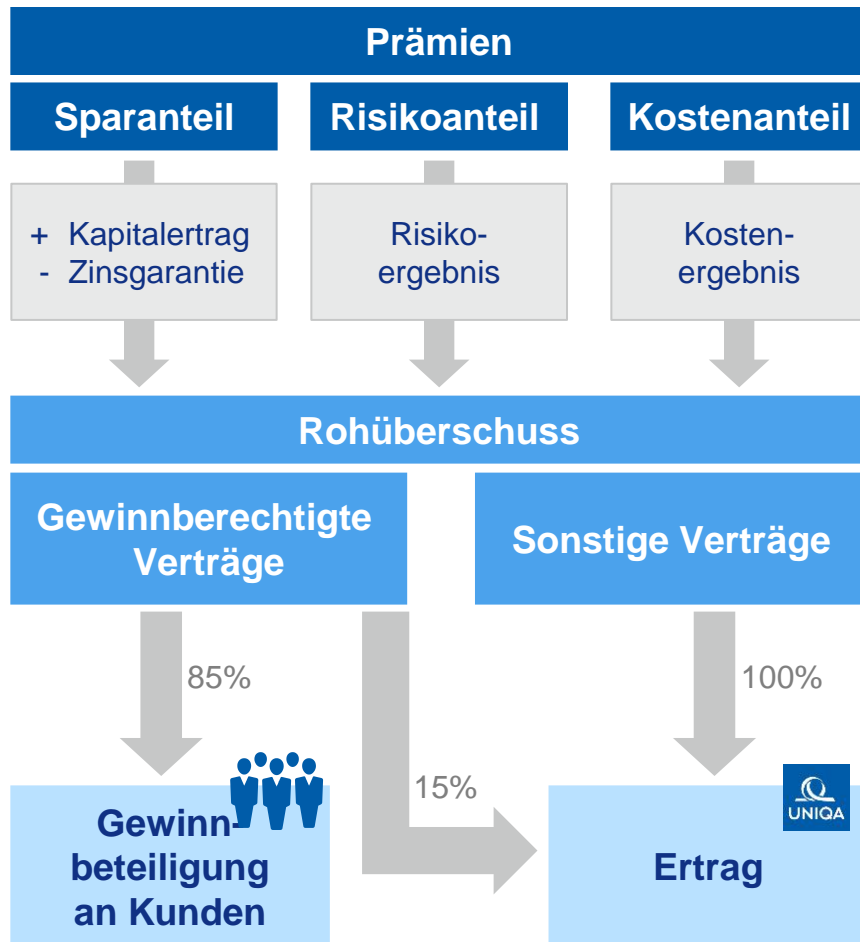 Prämien
Sparanteil
Risikoanteil
Kostenanteil
+ Kapitalertrag
- Zinsgarantie
Risiko-
ergebnis
Kosten-
ergebnis
Rohüberschuss
Gewinnberechtigte
Verträge
Sonstige Verträge
85%
100%
15%
UNIQA
Gewinn-
beteiligung
an Kunden
Ertrag